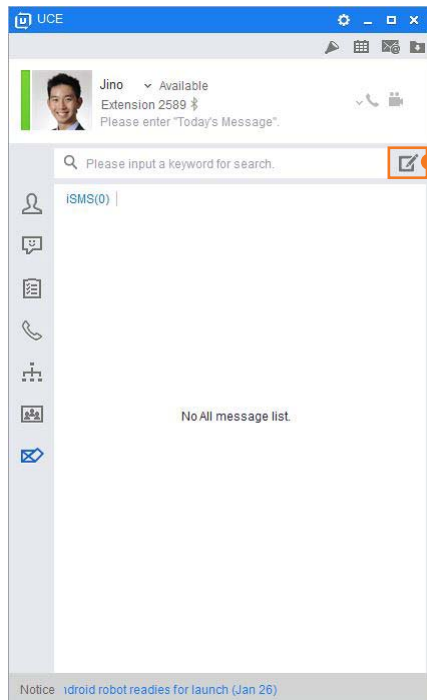 UCE
Jino Available
Extension 2589
Please enter "Today's Message".
Please input a keyword for search.
iSMS(0)
No All message list.
Notice droid robot readies for launch (Jan 26)